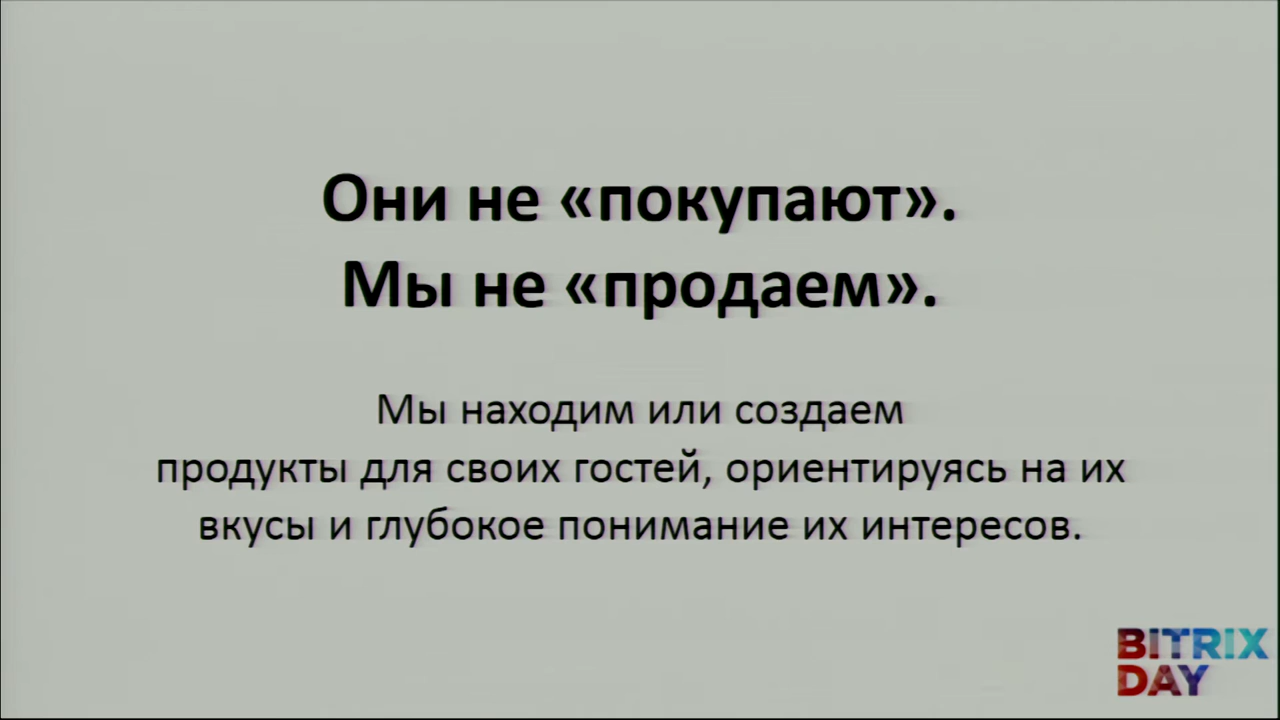 Они не «покупают».
Мы не «продаем».
Мы находим или создаем
продукты для своих гостей, ориентируясь на их
вкусы и глубокое понимание их интересов.
BITRIX
DAY